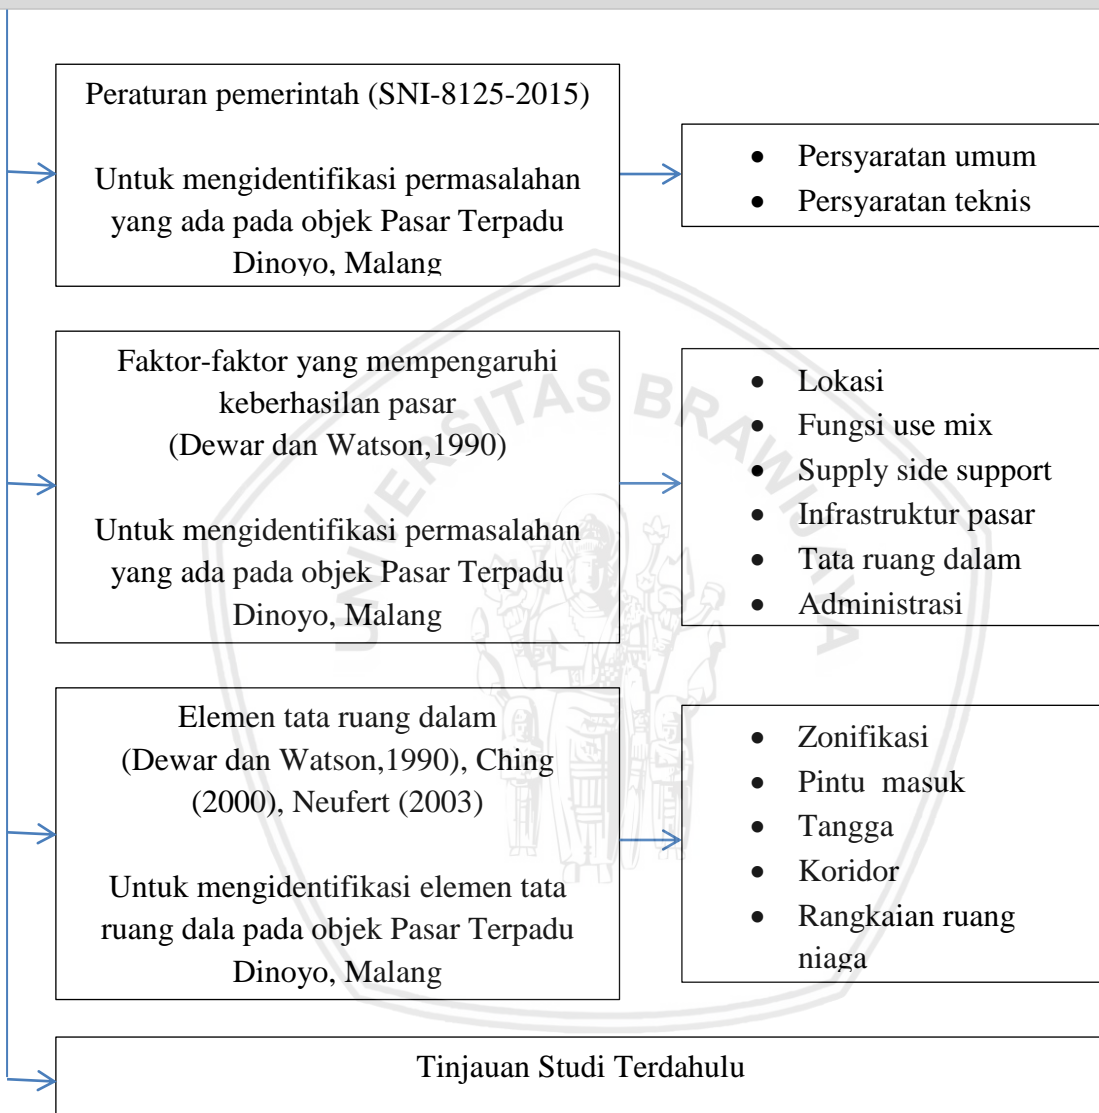 Peraturan pemerintah (SNI-8125-2015)
Untuk mengidentifikasi permasalahan
yang ada pada objek Pasar Terpadu
Dinoyo, Malang
• Persyaratan umum
• Persyaratan teknis
Faktor-faktor yang mempengaruhi
keberhasilan pasar
(Dewar dan Watson,1990)
Untuk mengidentifikasi permasalahan
yang ada pada objek Pasar Terpadu
Dinoyo, Malang
• Lokasi
• Fungsi use mix
• Supply side support
• Infrastruktur pasar
• Tata ruang dalam
• Administrasi
Elemen tata ruang dalam
(Dewar dan Watson,1990), Ching
(2000), Neufert (2003)
Untuk mengidentifikasi elemen tata
ruang dala pada objek Pasar Terpadu
Dinoyo, Malang
• Zonifikasi
• Pintu masuk
• Tangga
• Koridor
• Rangkaian ruang
niaga
Tinjauan Studi Terdahulu
UNIVERSITAS BRAWIJAYA